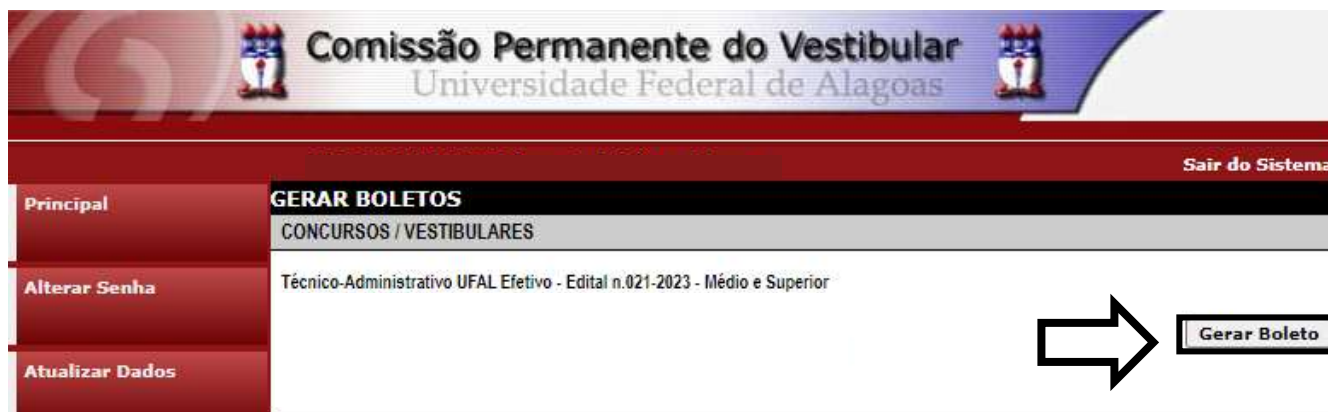 Comissão Permanente do Vestibular
Universidade Federal de Alagoas
Sair do Sistema
Principal
GERAR BOLETOS
CONCURSOS / VESTIBULARES
Alterar Senha
Técnico-Administrativo UFAL Efetivo - Edital n.021-2023 - Médio e Superior
Gerar Boleto
Atualizar Dados